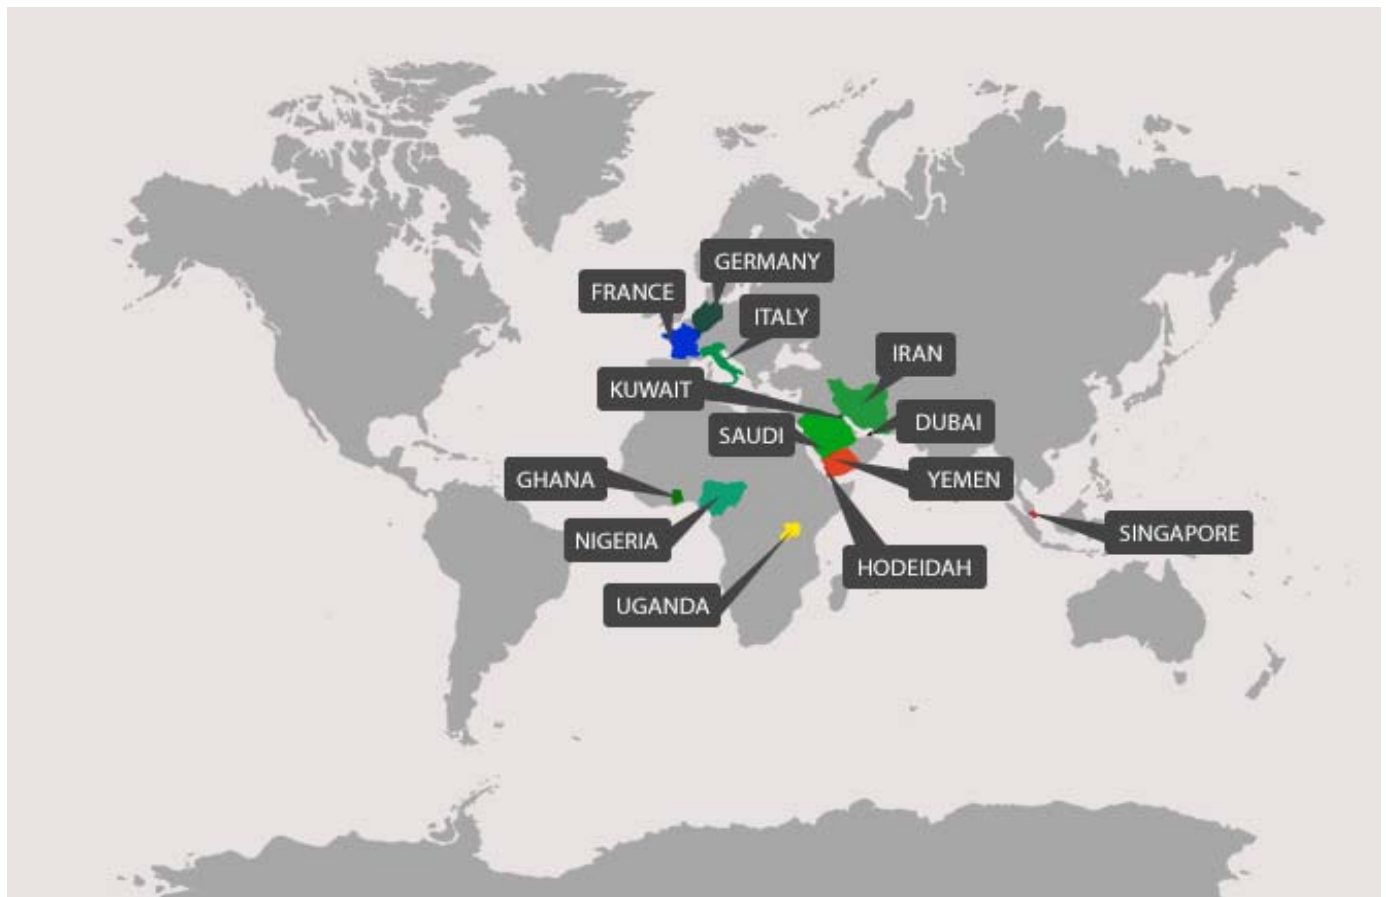 GERMANY
FRANCE
ITALY
IRAN
KUWAIT
DUBAI
SAUDI
GHANA
YEMEN
NIGERIA
SINGAPORE
HODEIDAH
UGANDA